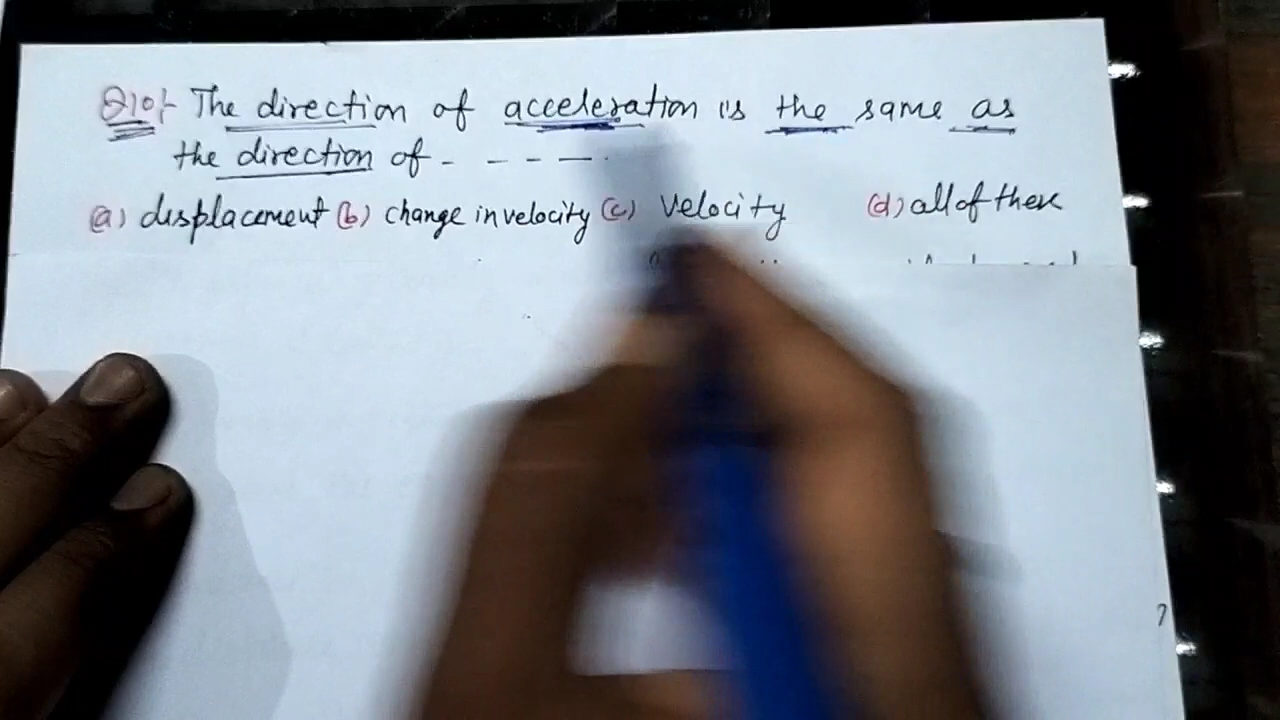 Q10:- The direction of acceleration is the same as
the direction of - - - - -
(a) displacement (b) change in velocity (c) velocity (d) all of these